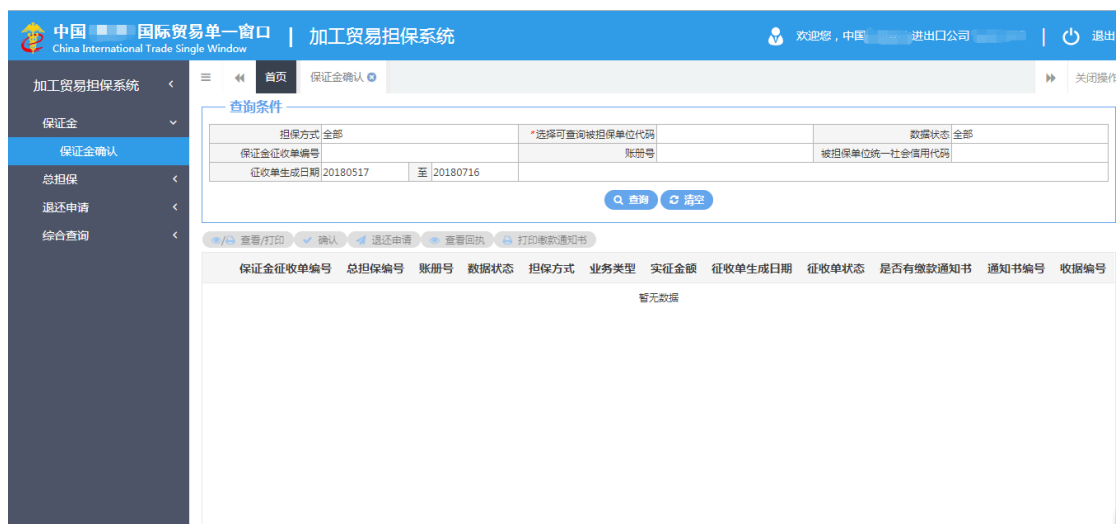 中国 国际贸易单一窗口 | 加工贸易担保系统
China International Trade Single Window
欢迎您，中国 进出口公司 | 退出
加工贸易担保系统
保证金
保证金确认
总担保
退还申请
综合查询
首页 保证金确认 关闭操作
查询条件
担保方式 全部 *选择可查询被担保单位代码 数据状态 全部
保证金征收单编号 账册号 被担保单位统一社会信用代码
征收单生成日期 20180517 至 20180716
查询 清空
查看/打印 确认 退还申请 查看回执 打印缴款通知书
保证金征收单编号 总担保编号 账册号 数据状态 担保方式 业务类型 实征金额 征收单生成日期 征收单状态 是否有缴款通知书 通知书编号 收据编号
暂无数据